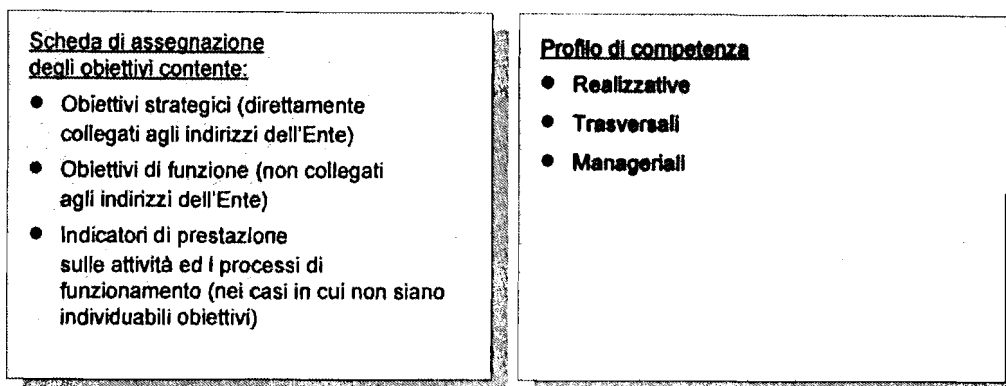 Scheda di assegnazione
degli obiettivi contente:
● Obiettivi strategici (direttamente
collegati agli indirizzi dell'Ente)
● Obiettivi di funzione (non collegati
agli indirizzi dell'Ente)
● Indicatori di prestazione
sulle attività ed i processi di
funzionamento (nei casi in cui non siano
individuabili obiettivi)
Profilo di competenza
● Realizzative
● Trasversali
● Manageriali